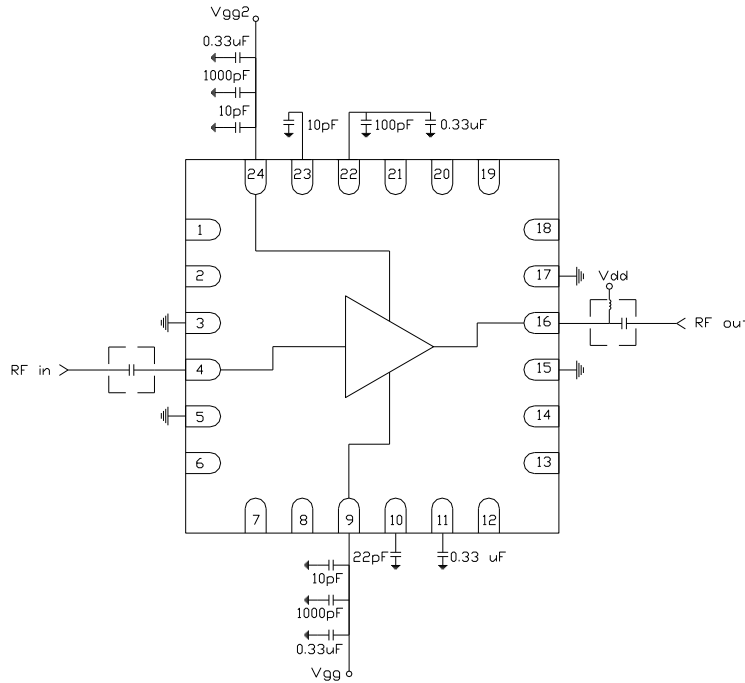 Vgg2
0.33uF
1000pF
10pF
10pF
100pF
0.33uF
24
23
22
21
20
19
1
18
2
17
Vdd
3
16
RF out
RF in
4
15
5
14
6
13
7
8
9
10
11
12
22pF
0.33 uF
10pF
1000pF
0.33uF
Vgg